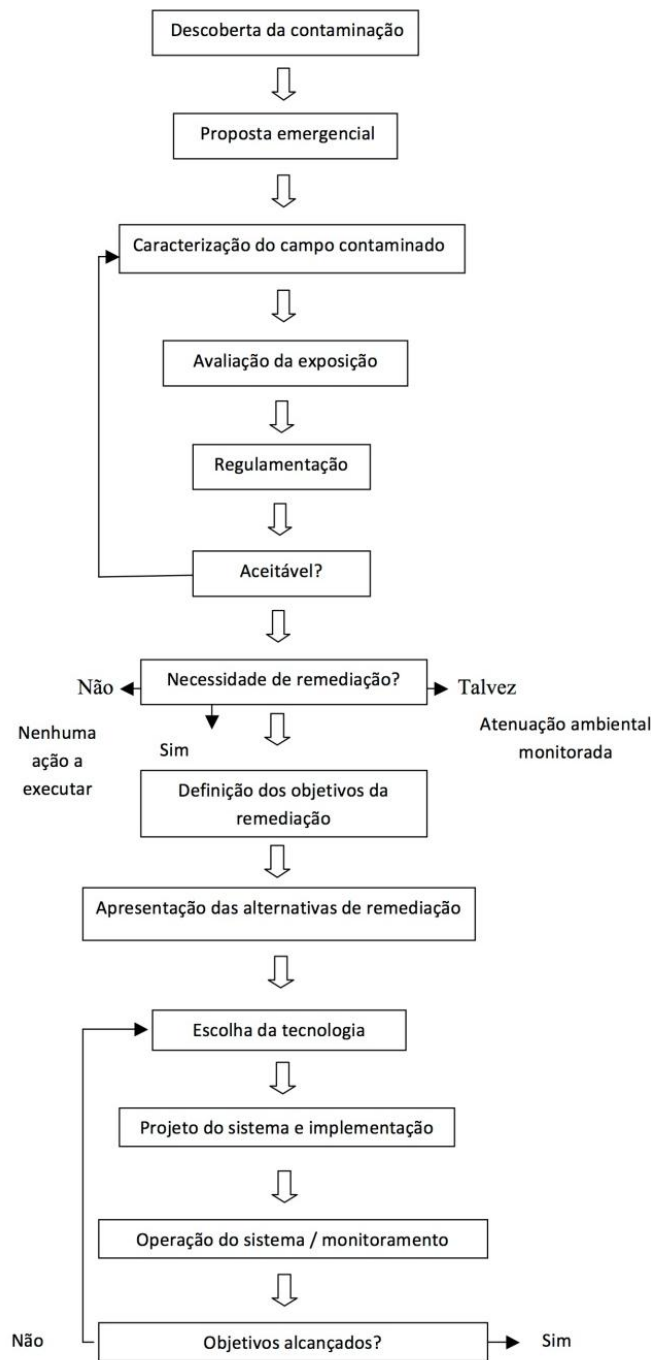 Descoberta da contaminação
Proposta emergencial
Caracterização do campo contaminado
Avaliação da exposição
Regulamentação
Aceitável?
Não
Necessidade de remediação?
Talvez
Nenhuma
ação a
executar
Sim
Atenuação ambiental
monitorada
Definição dos objetivos da
remediação
Apresentação das alternativas de remediação
Escolha da tecnologia
Projeto do sistema e implementação
Operação do sistema / monitoramento
Não
Objetivos alcançados?
Sim